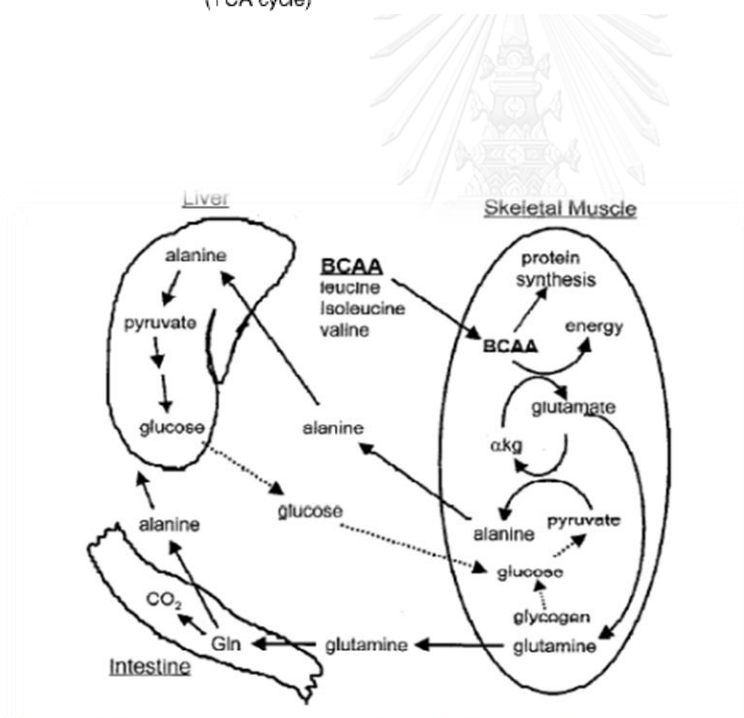 (TCA cycle)
Liver
Skeletal Muscle
alanine
pyruvate
glucose
BCAA
leucine
Isoleucine
valine
protein
synthesis
energy
BCAA
glutamate
αkg
alanine
alanine
pyruvate
glucose
glucose
glycogen
glutamine
alanine
CO₂
Gln
glutamine
Intestine